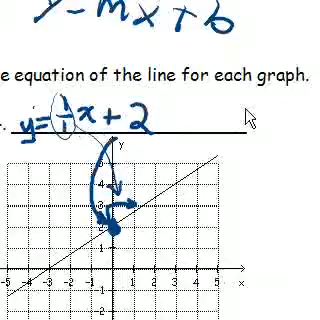 y=mx+b
e equation of the line for each graph.
y=1/1x+2
y
5
4
3
2
1
-5 -4 -3 -2 -1 1 2 3 4 5 x
-1
-2